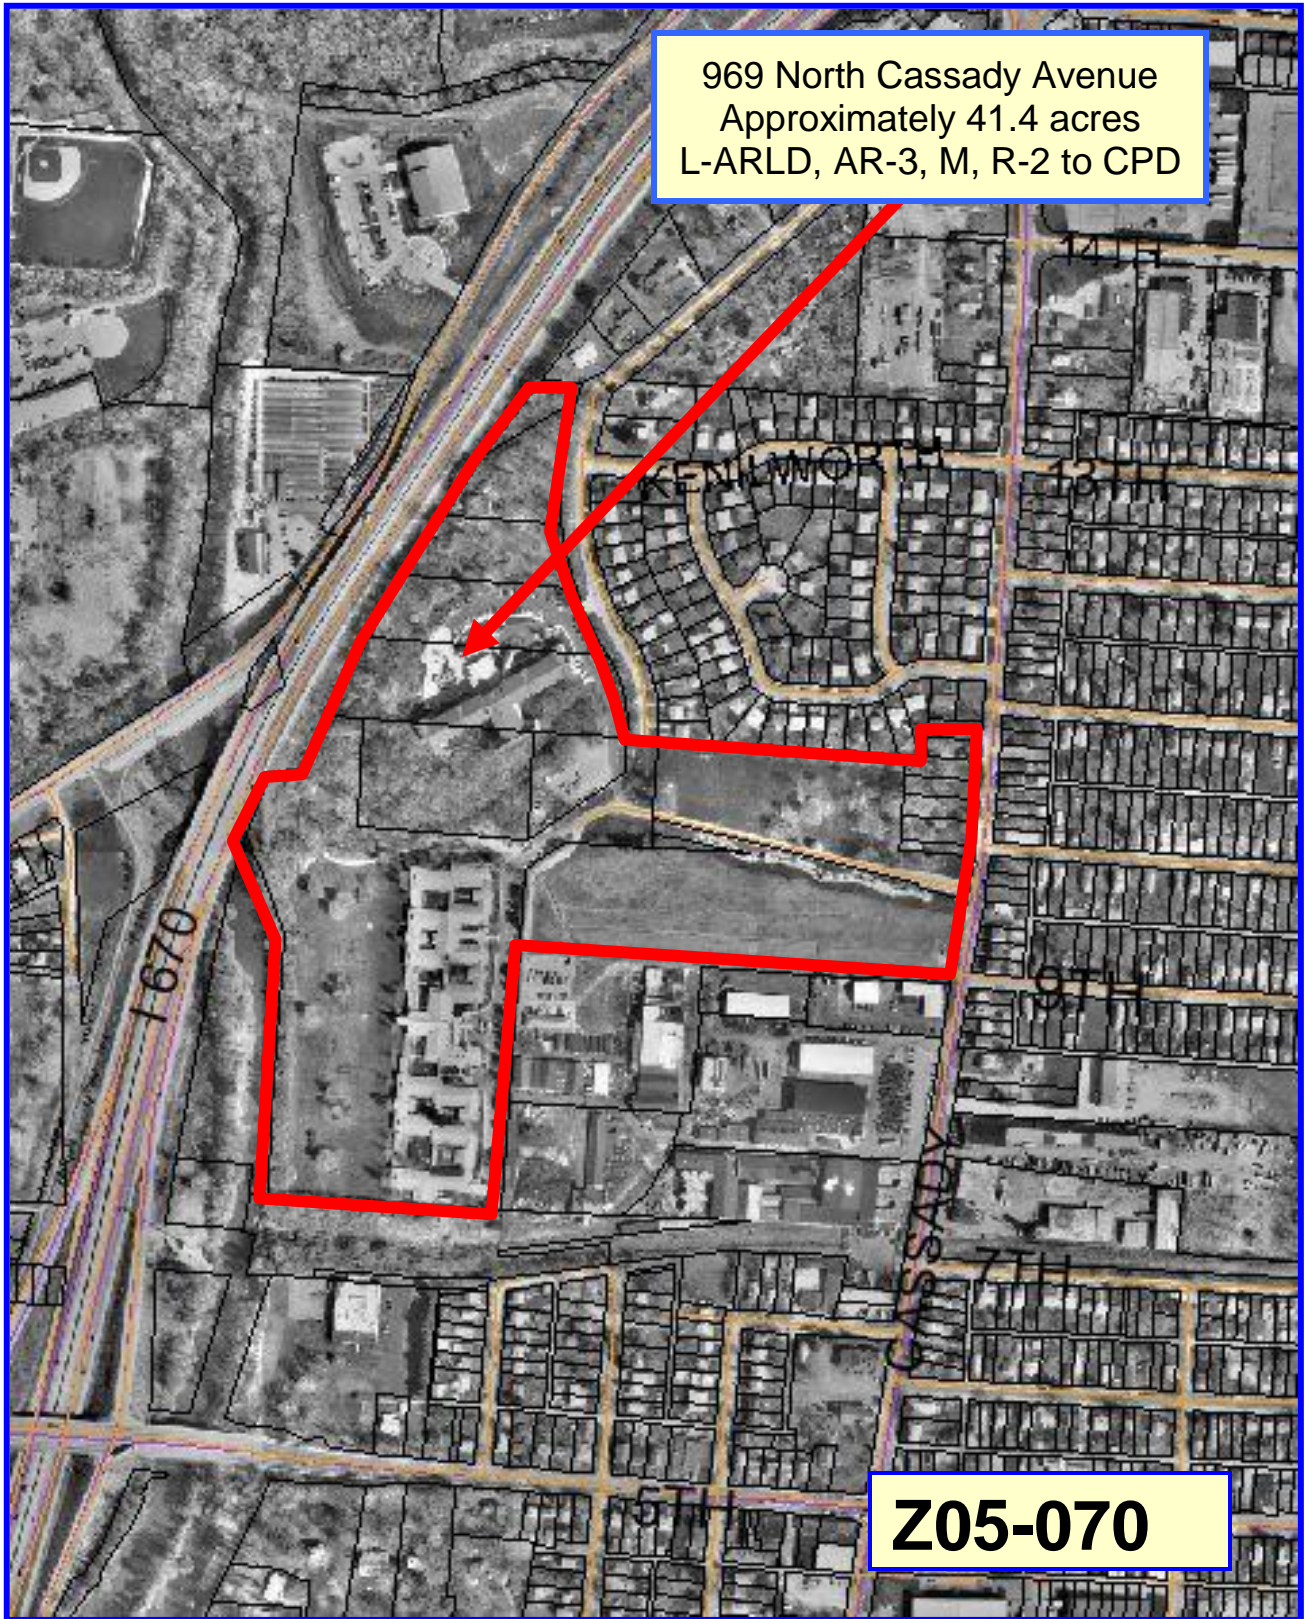 969 North Cassady Avenue
Approximately 41.4 acres
L-ARLD, AR-3, M, R-2 to CPD
14TH
KENILWORTH
13TH
I 670
9TH
CASSADY
7TH
5TH
Z05-070